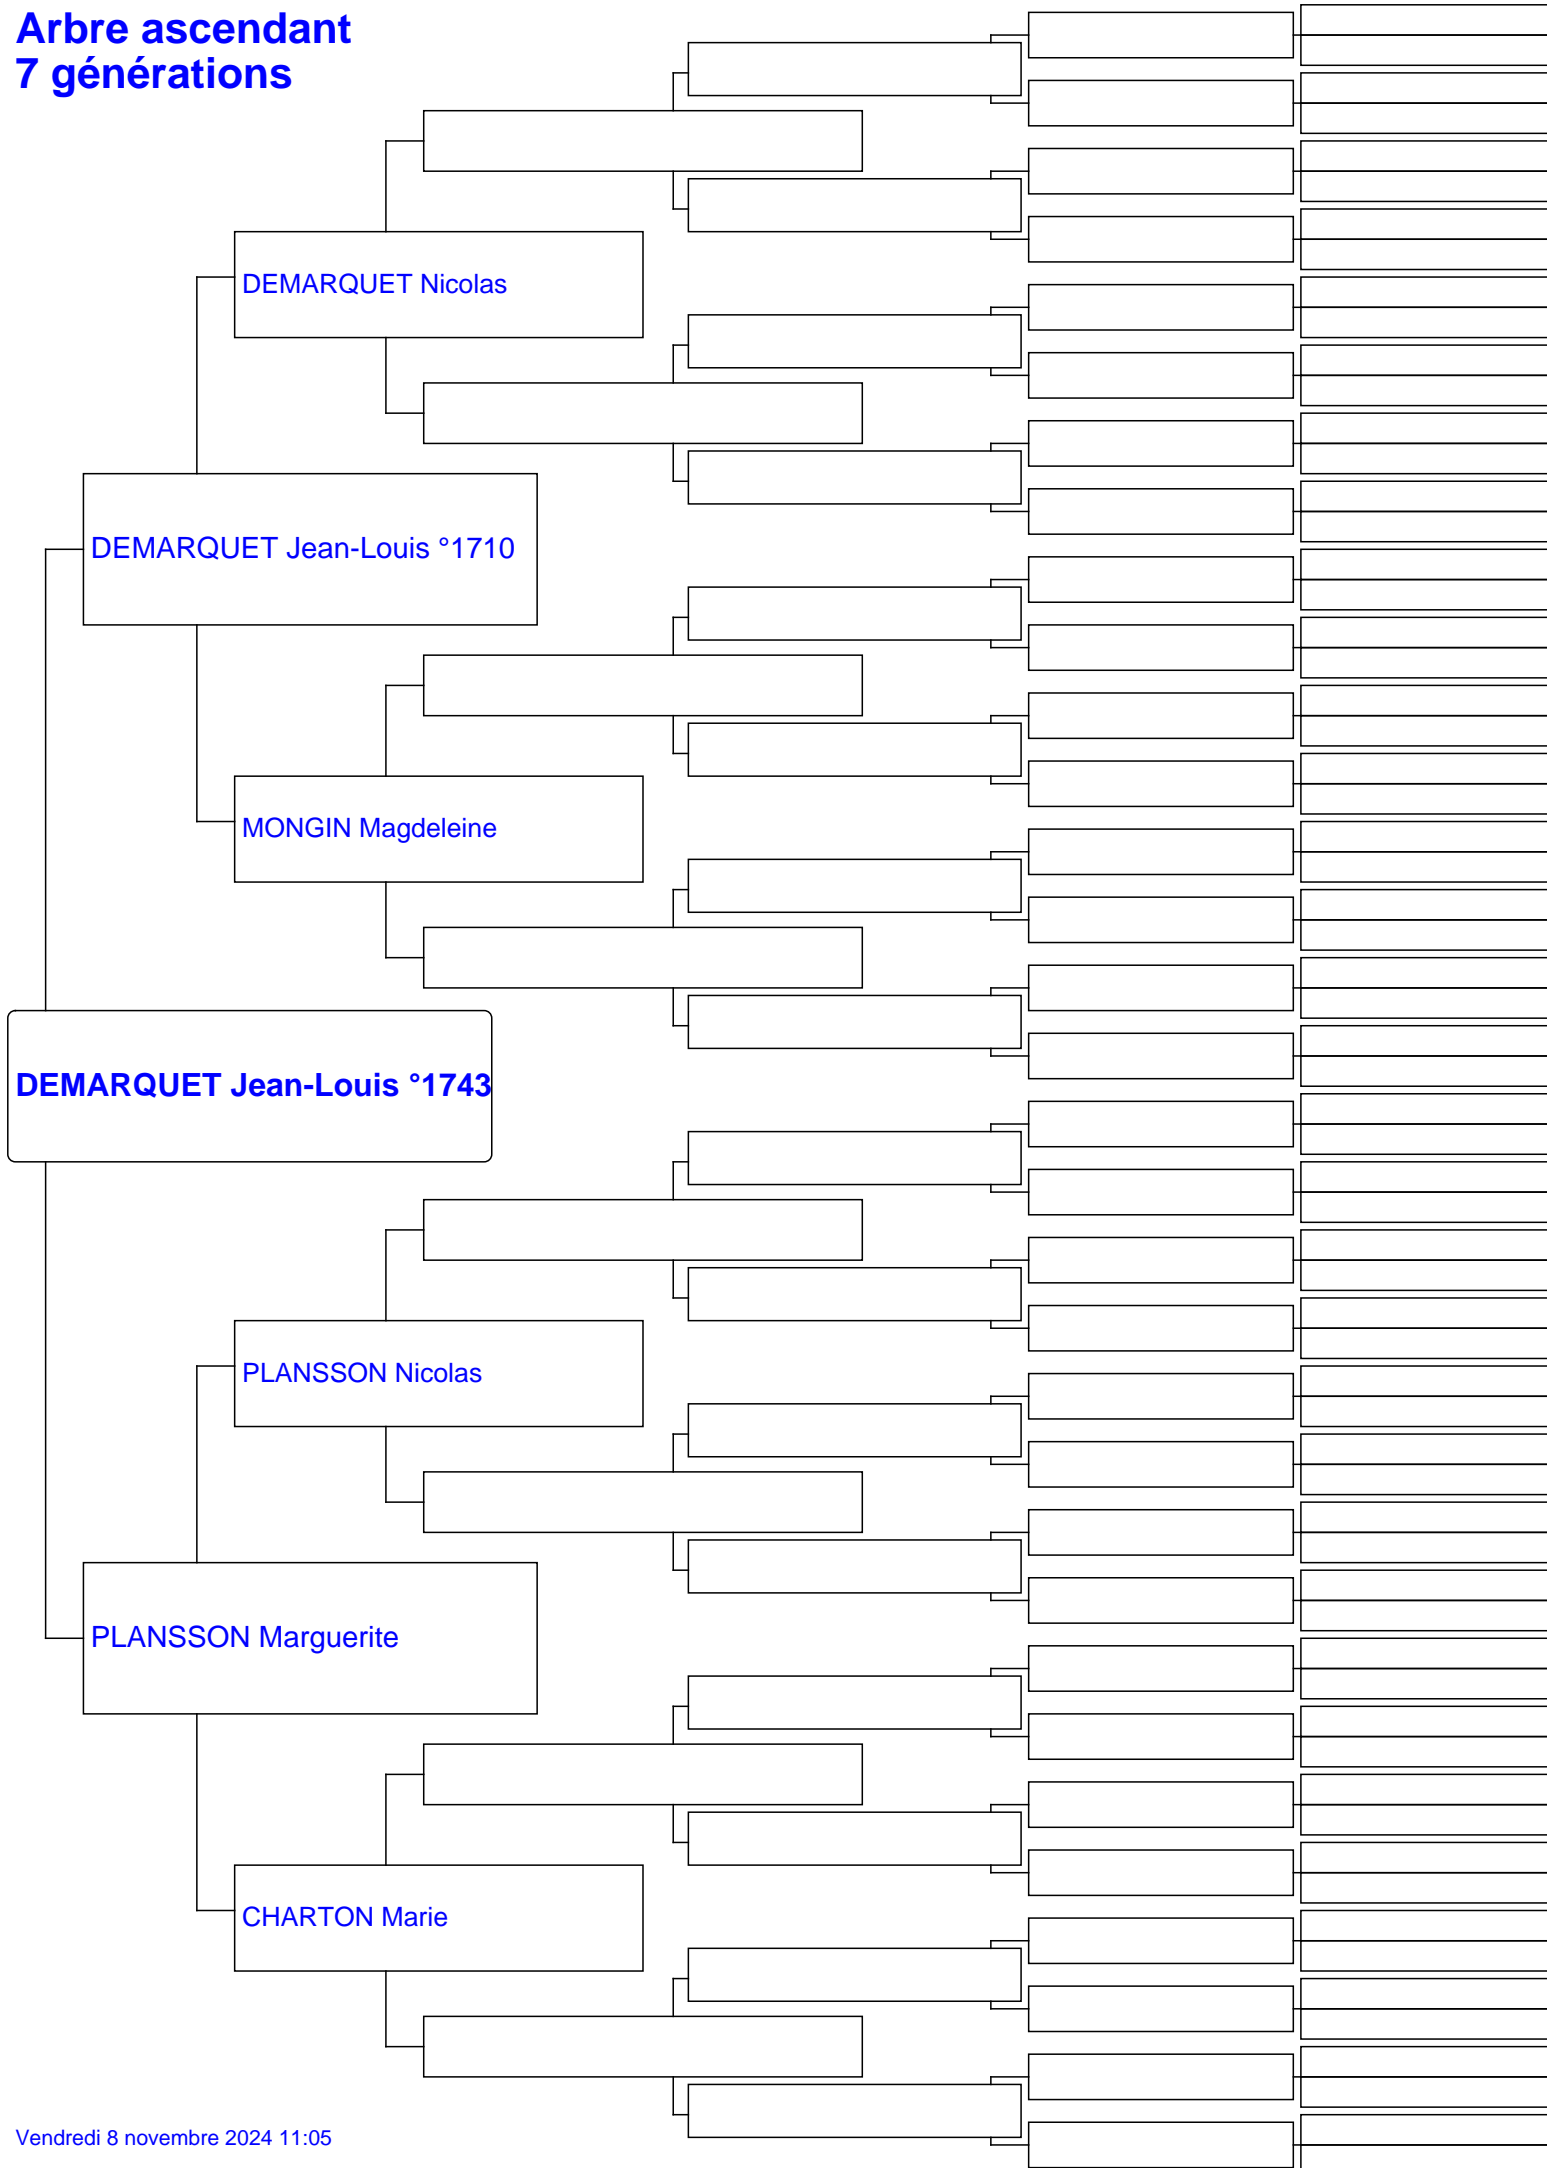 Arbre ascendant
7 générations
DEMARQUET Nicolas
DEMARQUET Jean-Louis °1710
MONGIN Magdeleine
DEMARQUET Jean-Louis °1743
PLANSSON Nicolas
PLANSSON Marguerite
CHARTON Marie
Vendredi 8 novembre 2024 11:05